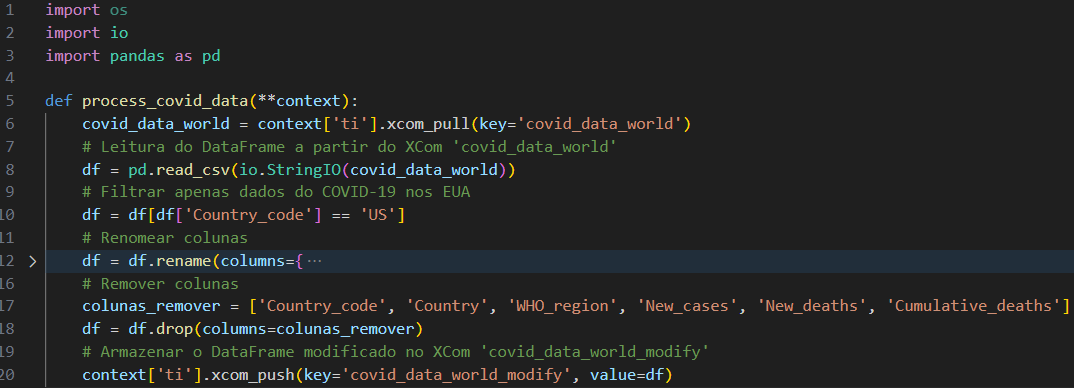 1 import os
2 import io
3 import pandas as pd
4
5 def process_covid_data(**context):
6     covid_data_world = context['ti'].xcom_pull(key='covid_data_world')
7     # Leitura do DataFrame a partir do XCom 'covid_data_world'
8     df = pd.read_csv(io.StringIO(covid_data_world))
9     # Filtrar apenas dados do COVID-19 nos EUA
10     df = df[df['Country_code'] == 'US']
11     # Renomear colunas
12     df = df.rename(columns={ ···
16     # Remover colunas
17     colunas_remover = ['Country_code', 'Country', 'WHO_region', 'New_cases', 'New_deaths', 'Cumulative_deaths']
18     df = df.drop(columns=colunas_remover)
19     # Armazenar o DataFrame modificado no XCom 'covid_data_world_modify'
20     context['ti'].xcom_push(key='covid_data_world_modify', value=df)